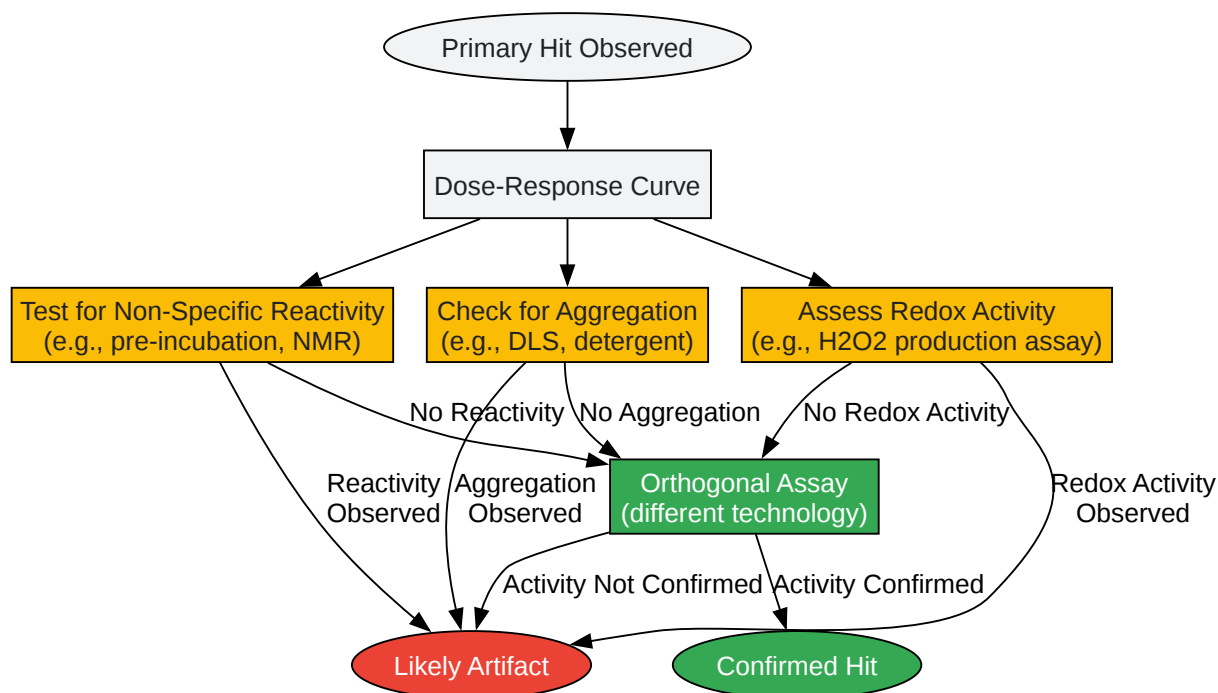 Primary Hit Observed
Dose-Response Curve
Test for Non-Specific Reactivity
(e.g., pre-incubation, NMR)
Check for Aggregation
(e.g., DLS, detergent)
Assess Redox Activity
(e.g., H2O2 production assay)
No Reactivity
No Aggregation
No Redox Activity
Reactivity
Observed
Aggregation
Observed
Orthogonal Assay
(different technology)
Redox Activity
Observed
Activity Not Confirmed
Activity Confirmed
Likely Artifact
Confirmed Hit